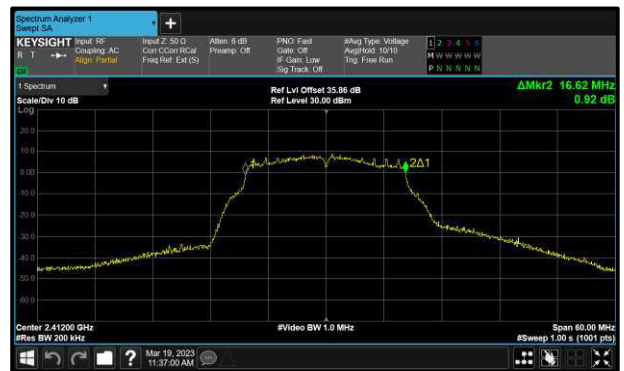 Spectrum Analyzer 1
Swept SA
+
KEYSIGHT
R T
Input: RF
Coupling: AC
Align: Partial
Input Z: 50 Ω
Corr CCorr RCal
Freq Ref: Ext (S)
Atten: 6 dB
Preamp: Off
PNO: Fast
Gate: Off
IF Gain: Low
Sig Track: Off
#Avg Type: Voltage
Avg|Hold: 10/10
Trig: Free Run
1 2 3 4 5 6
M W W W W W
P N N N N N
1 Spectrum
Scale/Div 10 dB
Log
Ref Lvl Offset 35.86 dB
Ref Level 30.00 dBm
ΔMkr2 16.62 MHz
0.92 dB
20.0
10.0
0.00
-10.0
-20.0
-30.0
-40.0
-50.0
-60.0
2Δ1
Center 2.41200 GHz
#Res BW 200 kHz
#Video BW 1.0 MHz
Span 60.00 MHz
#Sweep 1.00 s (1001 pts)
?
Mar 19, 2023
11:37:00 AM